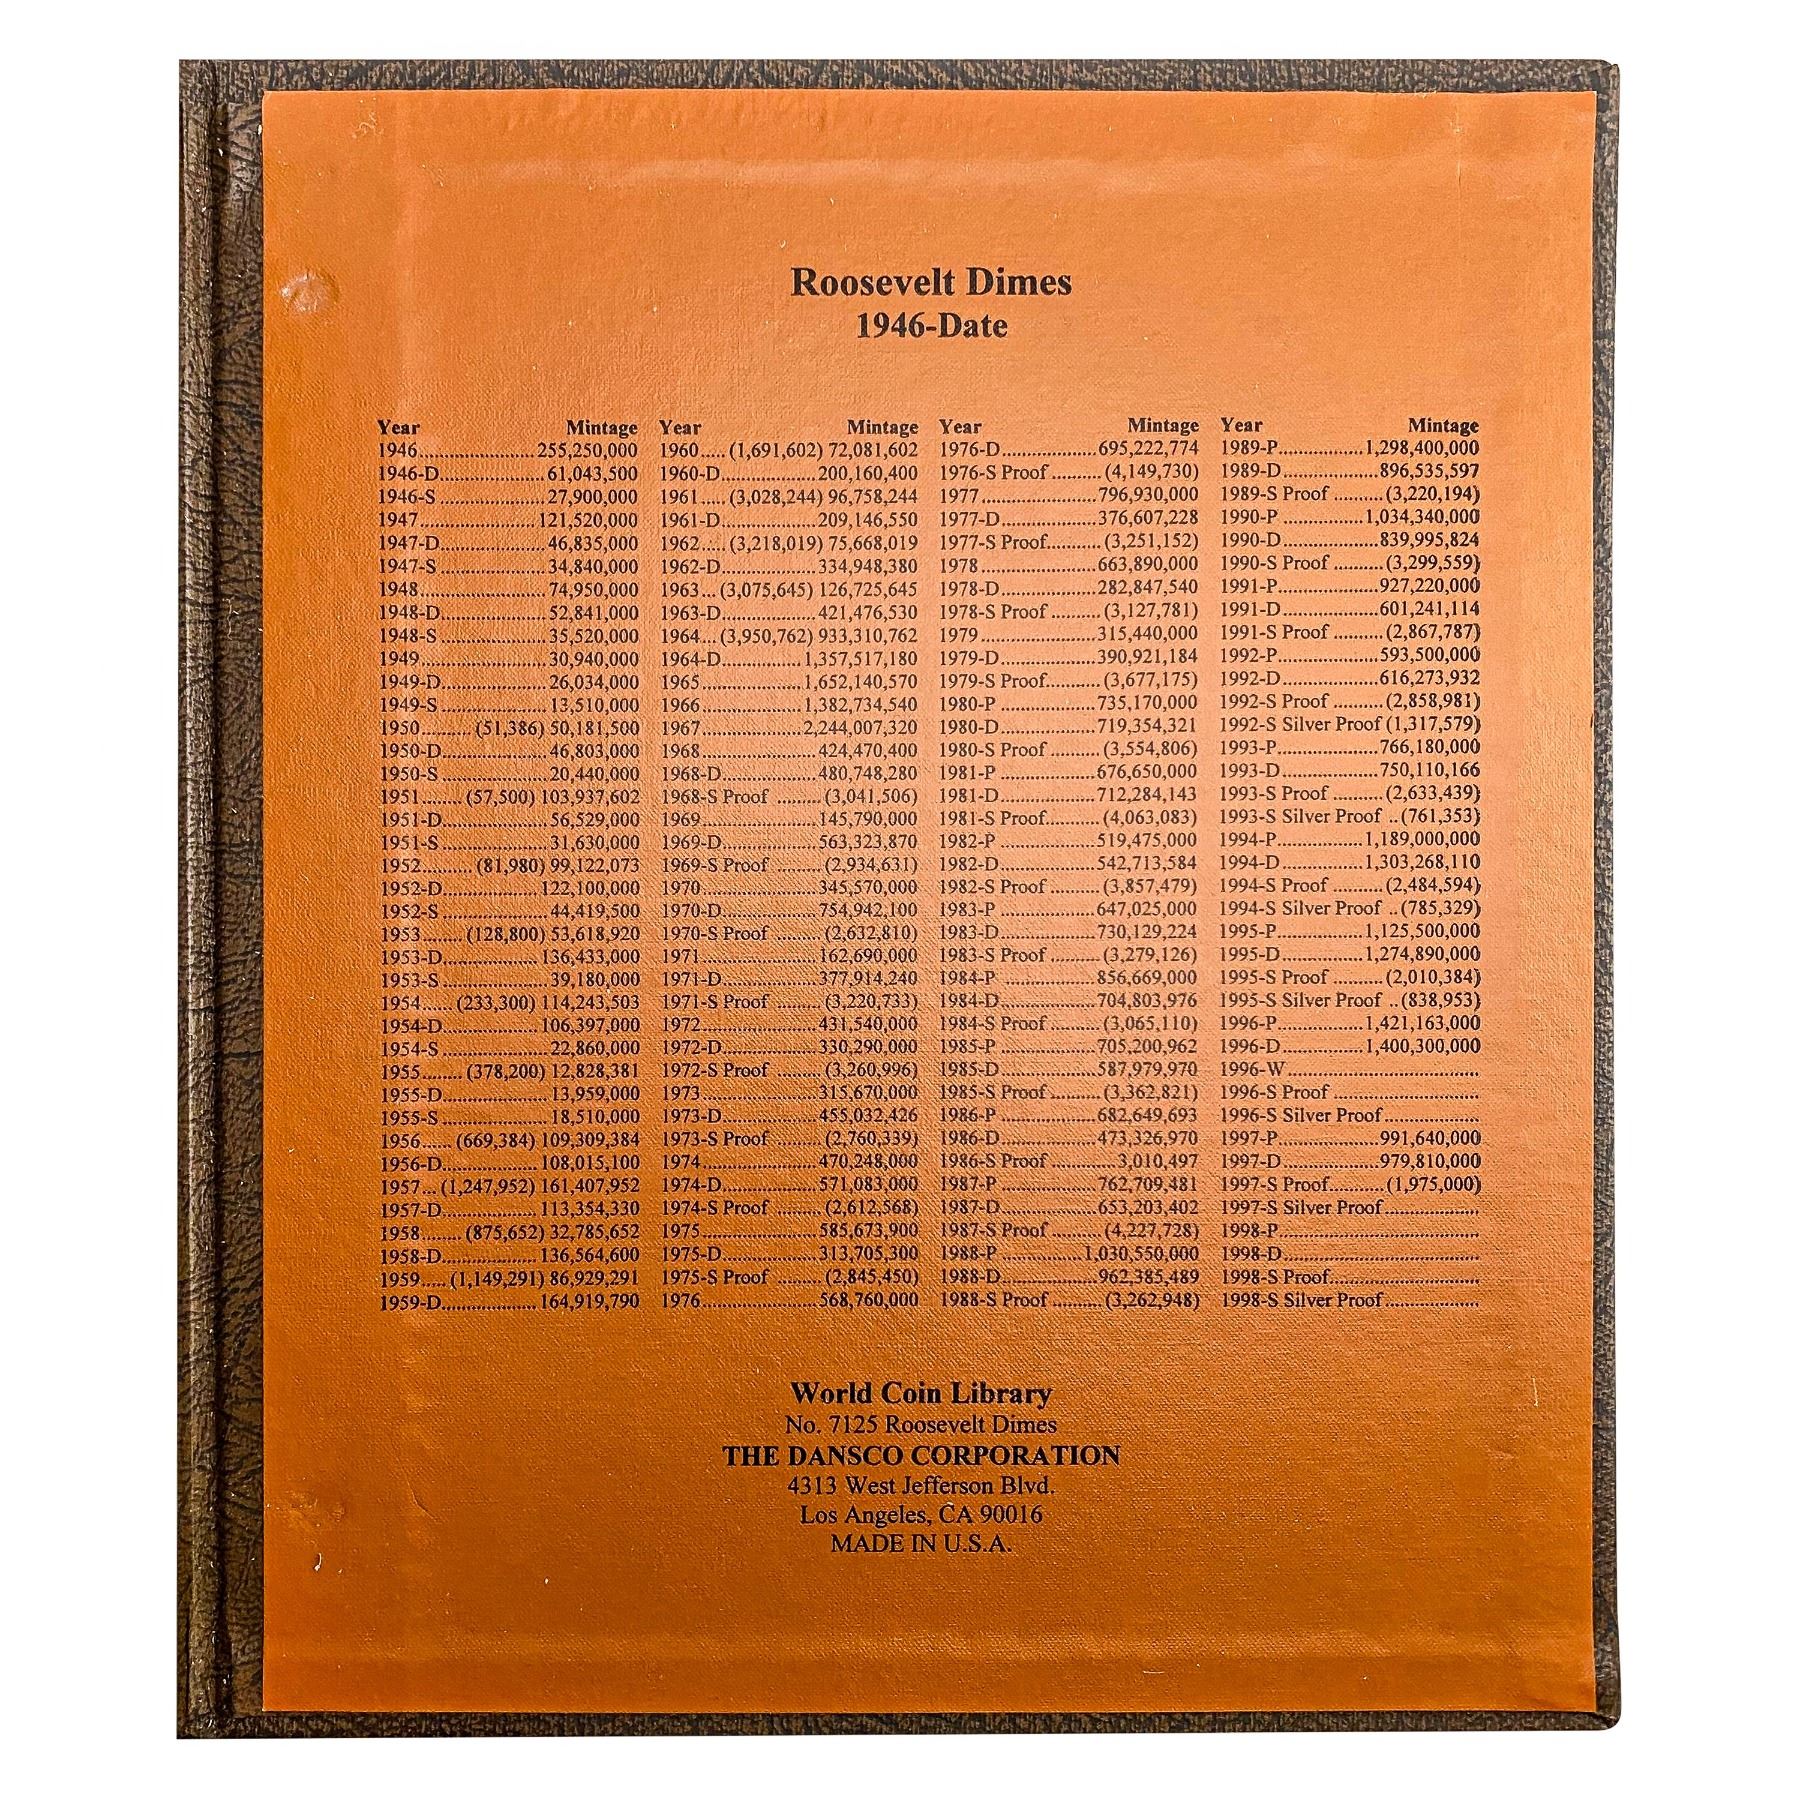 Roosevelt Dimes
1946-Date
Year Mintage
1946 255,250,000
1946-D 61,043,500
1946-S 27,900,000
1947 121,520,000
1947-D 46,835,000
1947-S 34,840,000
1948 74,950,000
1948-D 52,841,000
1948-S 35,520,000
1949 30,940,000
1949-D 26,034,000
1949-S 13,510,000
1950 (51,386) 50,181,500
1950-D 46,803,000
1950-S 20,440,000
1951 (57,500) 103,937,602
1951-D 56,529,000
1951-S 31,630,000
1952 (81,980) 99,122,073
1952-D 122,100,000
1952-S 44,419,500
1953 (128,800) 53,618,920
1953-D 136,433,000
1953-S 39,180,000
1954 (233,300) 114,243,503
1954-D 106,397,000
1954-S 22,860,000
1955 (378,200) 12,828,381
1955-D 13,959,000
1955-S 18,510,000
1956 (669,384) 109,309,384
1956-D 108,015,100
1957 (1,247,952) 161,407,952
1957-D 113,354,330
1958 (875,652) 32,785,652
1958-D 136,564,600
1959 (1,149,291) 86,929,291
1959-D 164,919,790
Year Mintage
1960 (1,691,602) 72,081,602
1960-D 200,160,400
1961 (3,028,244) 96,758,244
1961-D 209,146,550
1962 (3,218,019) 75,668,019
1962-D 334,948,380
1963 (3,075,645) 126,725,645
1963-D 421,476,530
1964 (3,950,762) 933,310,762
1964-D 1,357,517,180
1965 1,652,140,570
1966 1,382,734,540
1967 2,244,007,320
1968 424,470,400
1968-D 480,748,280
1968-S Proof (3,041,506)
1969 145,790,000
1969-D 563,323,870
1969-S Proof (2,934,631)
1970 345,570,000
1970-D 754,942,100
1970-S Proof (2,632,810)
1971 162,690,000
1971-D 377,914,240
1971-S Proof (3,220,733)
1972 431,540,000
1972-D 330,290,000
1972-S Proof (3,260,996)
1973 315,670,000
1973-D 455,032,426
1973-S Proof (2,760,339)
1974 470,248,000
1974-D 571,083,000
1974-S Proof (2,612,568)
1975 585,673,900
1975-D 313,705,300
1975-S Proof (2,845,450)
1976 568,760,000
Year Mintage
1976-D 695,222,774
1976-S Proof (4,149,730)
1977 796,930,000
1977-D 376,607,228
1977-S Proof (3,251,152)
1978 663,890,000
1978-D 282,847,540
1978-S Proof (3,127,781)
1979 315,440,000
1979-D 390,921,184
1979-S Proof (3,677,175)
1980-P 735,170,000
1980-D 719,354,321
1980-S Proof (3,554,806)
1981-P 676,650,000
1981-D 712,284,143
1981-S Proof (4,063,083)
1982-P 519,475,000
1982-D 542,713,584
1982-S Proof (3,857,479)
1983-P 647,025,000
1983-D 730,129,224
1983-S Proof (3,279,126)
1984-P 856,669,000
1984-D 704,803,976
1984-S Proof (3,065,110)
1985-P 705,200,962
1985-D 587,979,970
1985-S Proof (3,362,821)
1986-P 682,649,693
1986-D 473,326,970
1986-S Proof 3,010,497
1987-P 762,709,481
1987-D 653,203,402
1987-S Proof (4,227,728)
1988-P 1,030,550,000
1988-D 962,385,489
1988-S Proof (3,262,948)
Year Mintage
1989-P 1,298,400,000
1989-D 896,535,597
1989-S Proof (3,220,194)
1990-P 1,034,340,000
1990-D 839,995,824
1990-S Proof (3,299,559)
1991-P 927,220,000
1991-D 601,241,114
1991-S Proof (2,867,787)
1992-P 593,500,000
1992-D 616,273,932
1992-S Proof (2,858,981)
1992-S Silver Proof (1,317,579)
1993-P 766,180,000
1993-D 750,110,166
1993-S Proof (2,633,439)
1993-S Silver Proof (761,353)
1994-P 1,189,000,000
1994-D 1,303,268,110
1994-S Proof (2,484,594)
1994-S Silver Proof (785,329)
1995-P 1,125,500,000
1995-D 1,274,890,000
1995-S Proof (2,010,384)
1995-S Silver Proof (838,953)
1996-P 1,421,163,000
1996-D 1,400,300,000
1996-W
1996-S Proof
1996-S Silver Proof
1997-P 991,640,000
1997-D 979,810,000
1997-S Proof (1,975,000)
1997-S Silver Proof
1998-P
1998-D
1998-S Proof
1998-S Silver Proof
World Coin Library
No. 7125 Roosevelt Dimes
THE DANSCO CORPORATION
4313 West Jefferson Blvd.
Los Angeles, CA 90016
MADE IN U.S.A.